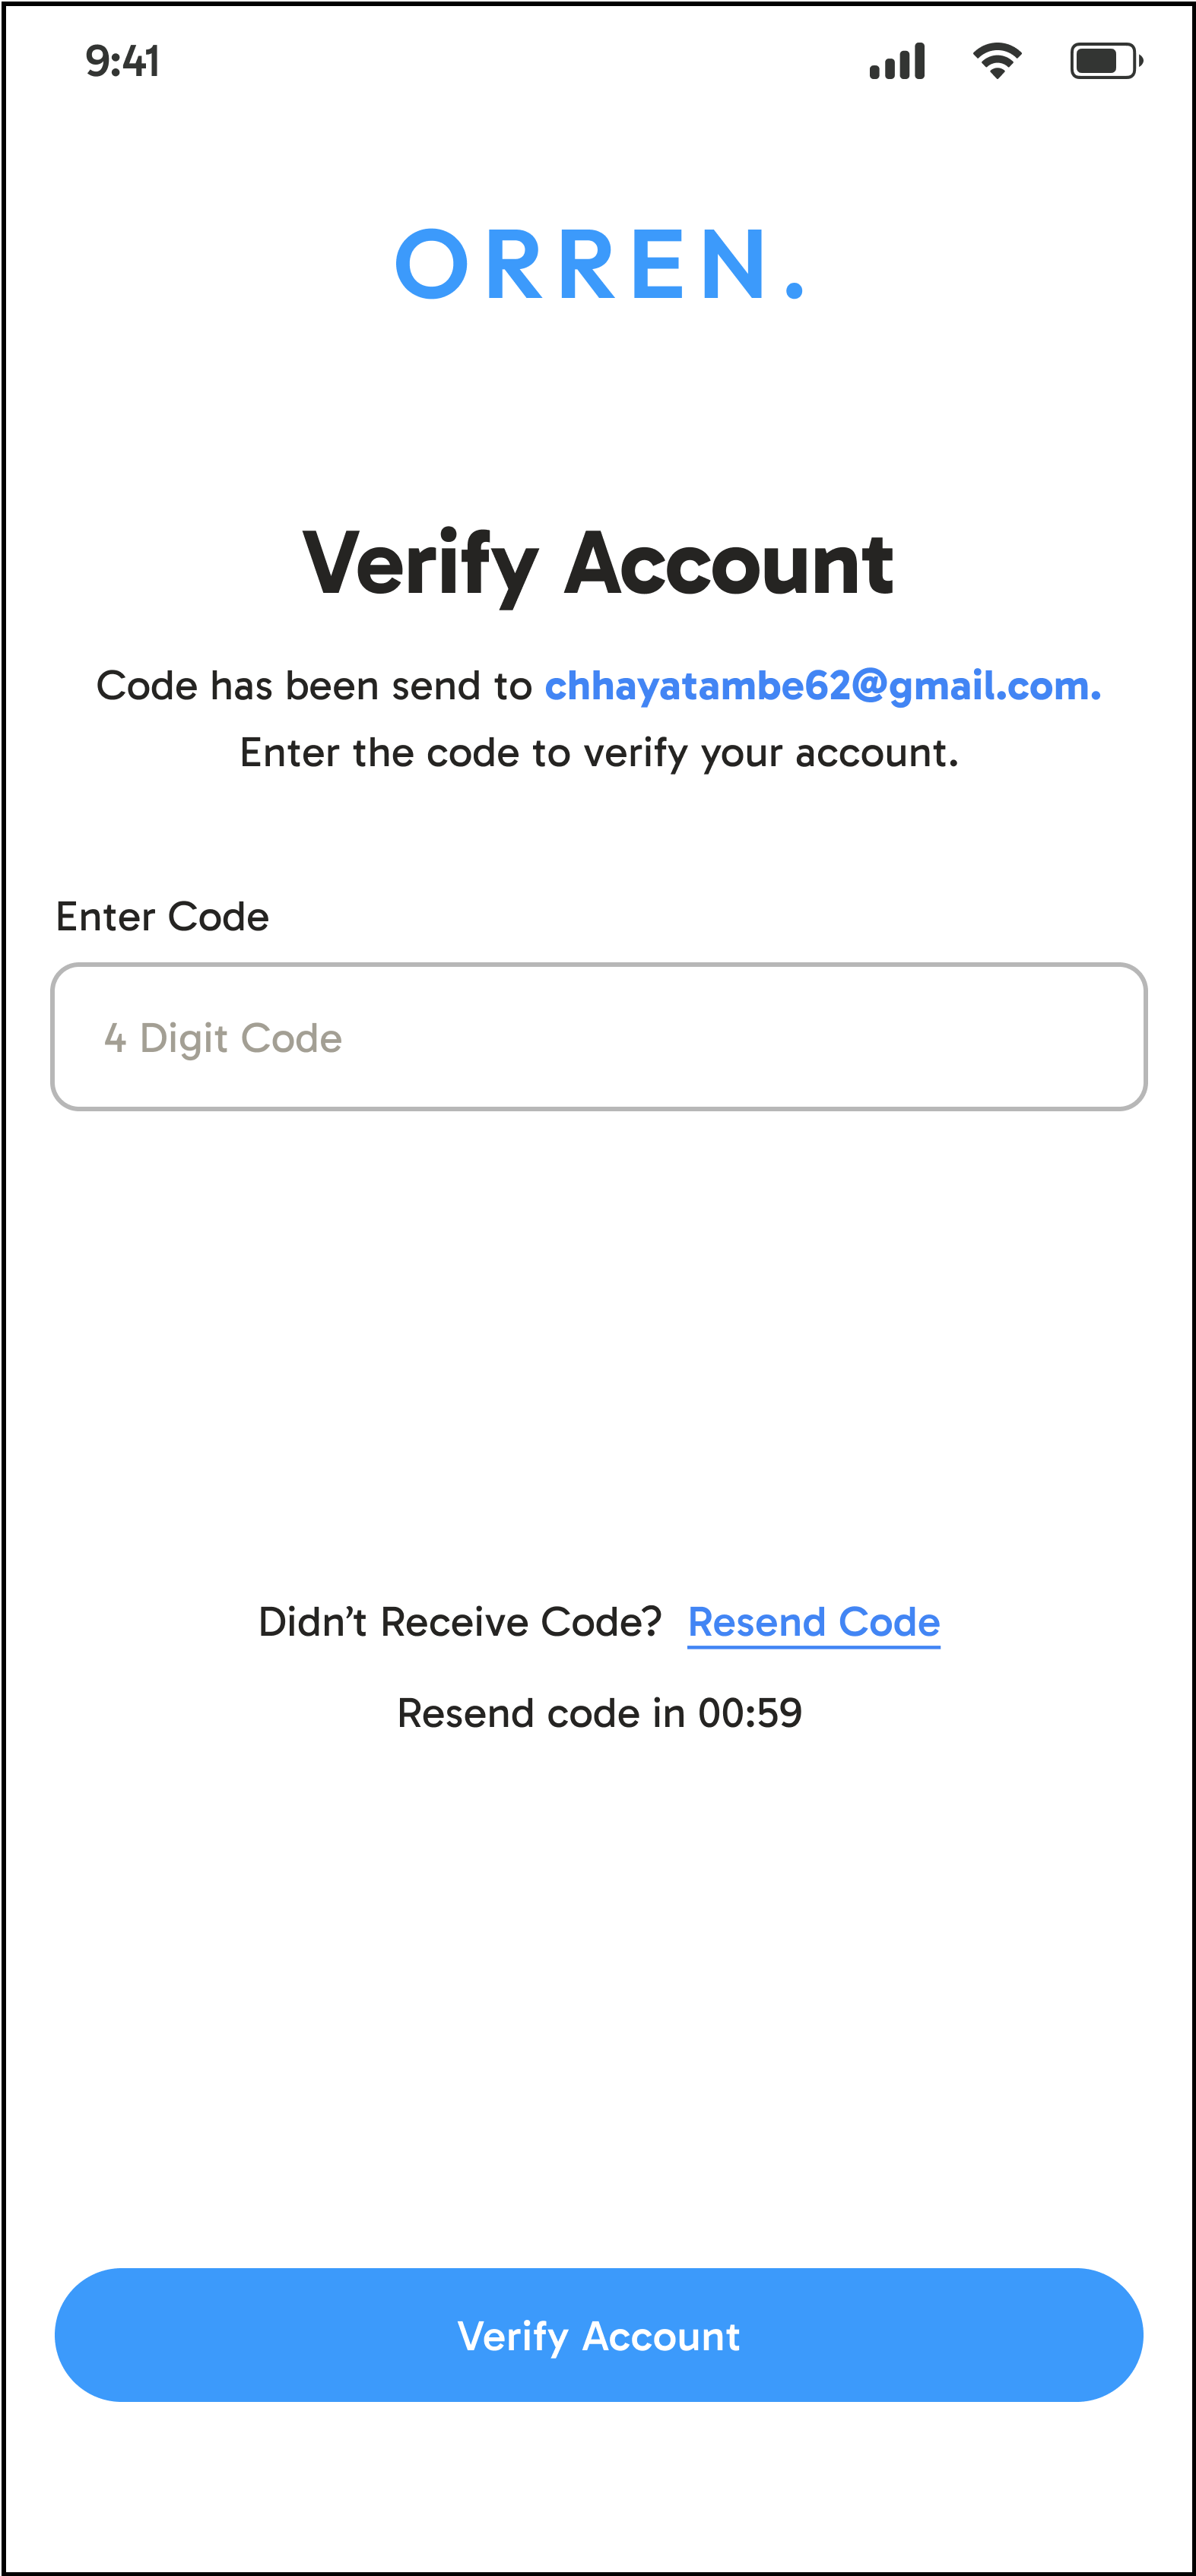 9:41
ORREN.
Verify Account
Code has been send to chhayatambe62@gmail.com.
Enter the code to verify your account.
Enter Code
4 Digit Code
Didn’t Receive Code? Resend Code
Resend code in 00:59
Verify Account